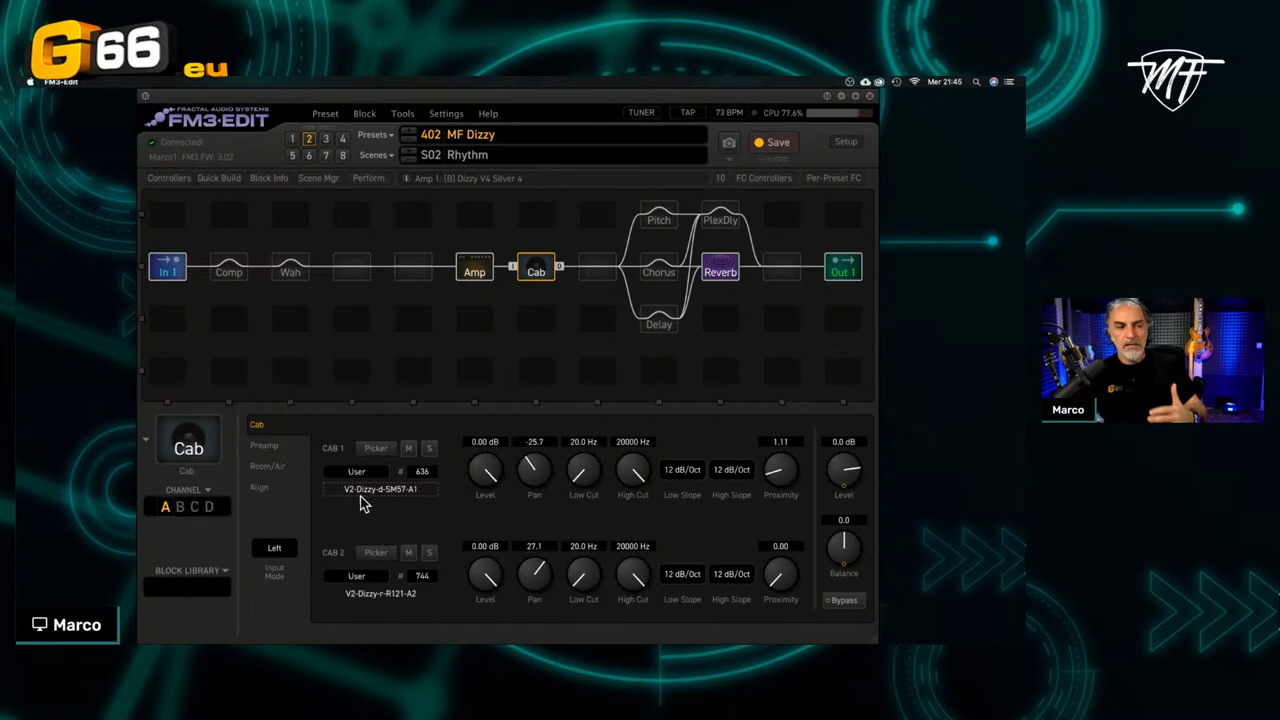 G 66
.eu
MF
FM3-Edit
Mer 21:45
FRACTAL AUDIO SYSTEMS
FM3-EDIT
Preset Block Tools Settings Help
TUNER TAP 73 BPM CPU 77.6%
Connected!
Marco1: FM3 FW: 3.02
1 2 3 4
5 6 7 8
Presets
402 MF Dizzy
Scenes
S02 Rhythm
Save
Setup
Controllers Quick Build Block Info Scene Mgr Perform
Amp 1: (B) Dizzy V4 Silver 4
10 FC Controllers Per-Preset FC
Pitch PlexDly
In 1 Comp Wah Amp Cab Chorus Reverb Out 1
Delay
Cab
Cab
CHANNEL
A B C D
BLOCK LIBRARY
Cab
Preamp
Room/Air
Align
Left
Input
Mode
CAB 1 Picker M S
User # 636
V2-Dizzy-d-SM57-A1
0.00 dB -25.7 20.0 Hz 20000 Hz 12 dB/Oct 12 dB/Oct 1.11
Level Pan Low Cut High Cut Low Slope High Slope Proximity
CAB 2 Picker M S
User # 744
V2-Dizzy-r-R121-A2
0.00 dB 27.1 20.0 Hz 20000 Hz 12 dB/Oct 12 dB/Oct 0.00
Level Pan Low Cut High Cut Low Slope High Slope Proximity
0.0 dB
Level
0.0
Balance
Bypass
Marco
Marco